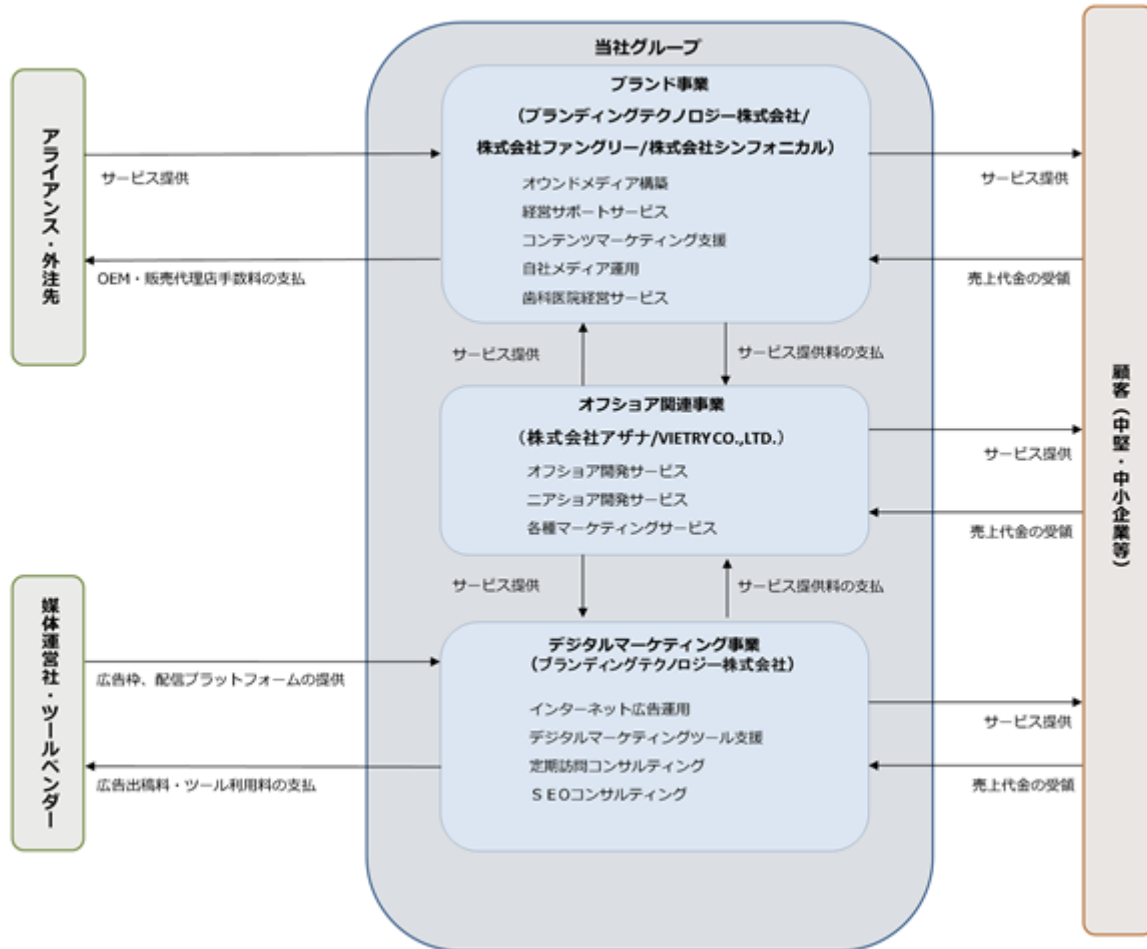 当社グループ
アライアンス・外注先
サービス提供
OEM・販売代理店手数料の支払
ブランド事業
（ブランディングテクノロジー株式会社/
株式会社ファングリー/株式会社シンフォニカル）
オウンドメディア構築
経営サポートサービス
コンテンツマーケティング支援
自社メディア運用
歯科医院経営サービス
サービス提供
売上代金の受領
サービス提供
サービス提供料の支払
オフショア関連事業
（株式会社アザナ/VIETRYCO.,LTD.）
オフショア開発サービス
ニアショア開発サービス
各種マーケティングサービス
サービス提供
売上代金の受領
サービス提供
サービス提供料の支払
媒体運営社・ツールベンダー
広告枠、配信プラットフォームの提供
広告出稿料・ツール利用料の支払
デジタルマーケティング事業
（ブランディングテクノロジー株式会社）
インターネット広告運用
デジタルマーケティングツール支援
定期訪問コンサルティング
ＳＥＯコンサルティング
サービス提供
売上代金の受領
顧客（中堅・中小企業等）